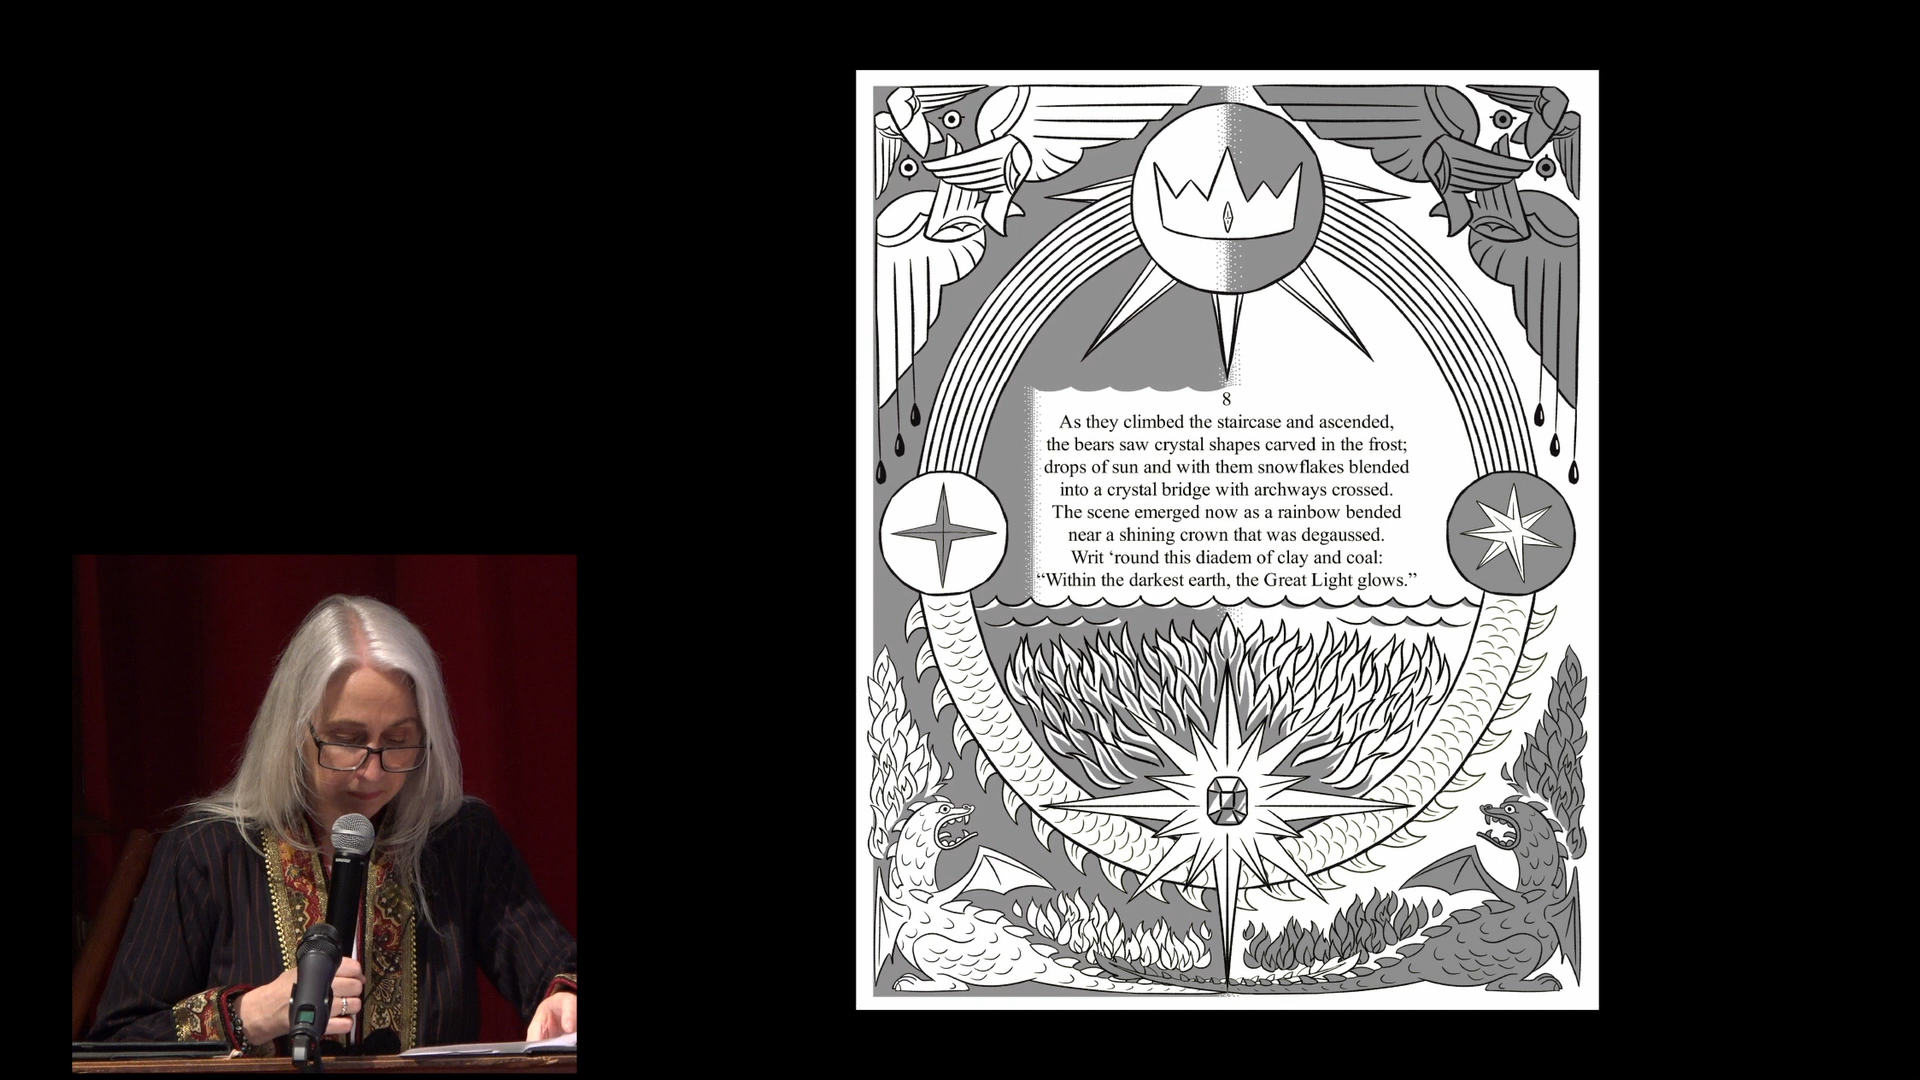 8
As they climbed the staircase and ascended,
the bears saw crystal shapes carved in the frost;
drops of sun and with them snowflakes blended
into a crystal bridge with archways crossed.
The scene emerged now as a rainbow bended
near a shining crown that was degaussed.
Writ ‘round this diadem of clay and coal:
“Within the darkest earth, the Great Light glows.”